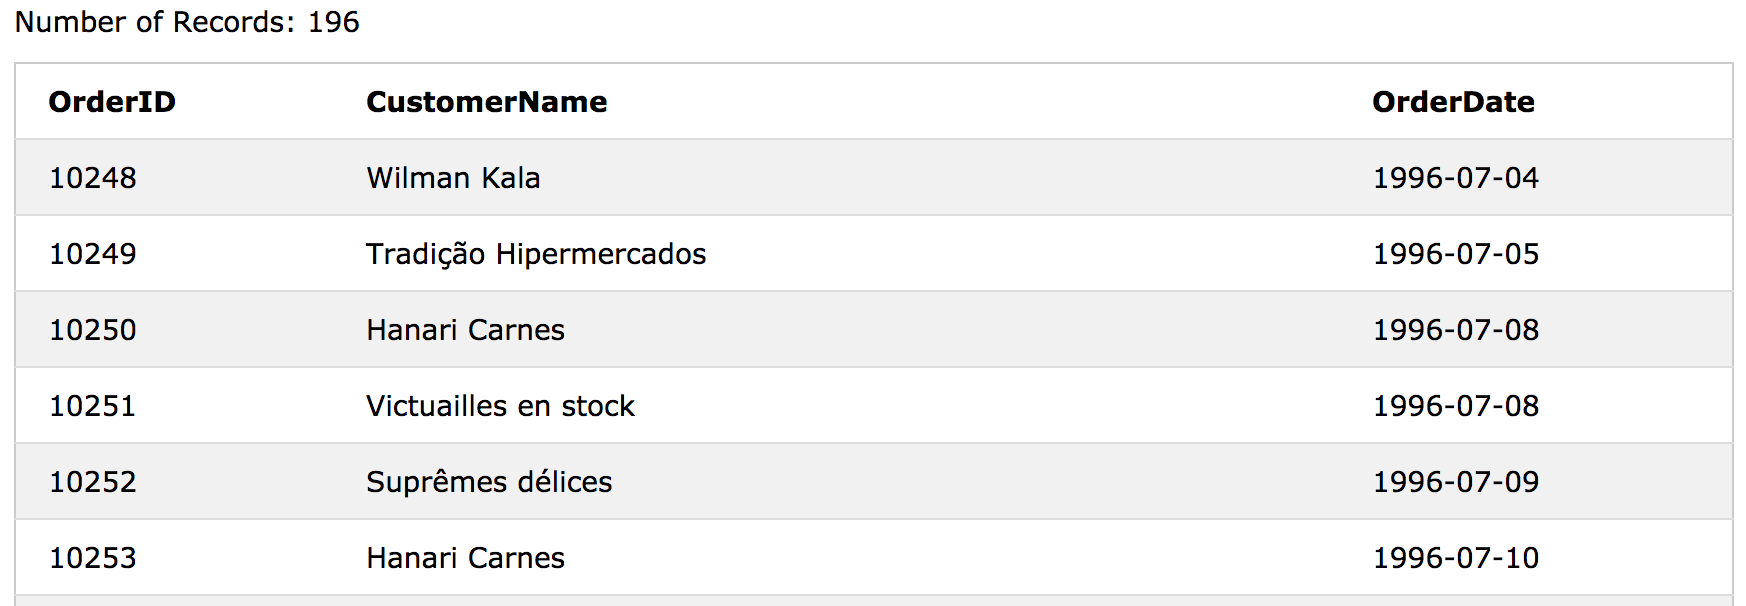 Number of Records: 196
OrderID CustomerName OrderDate
10248 Wilman Kala 1996-07-04
10249 Tradição Hipermercados 1996-07-05
10250 Hanari Carnes 1996-07-08
10251 Victuailles en stock 1996-07-08
10252 Suprêmes délices 1996-07-09
10253 Hanari Carnes 1996-07-10